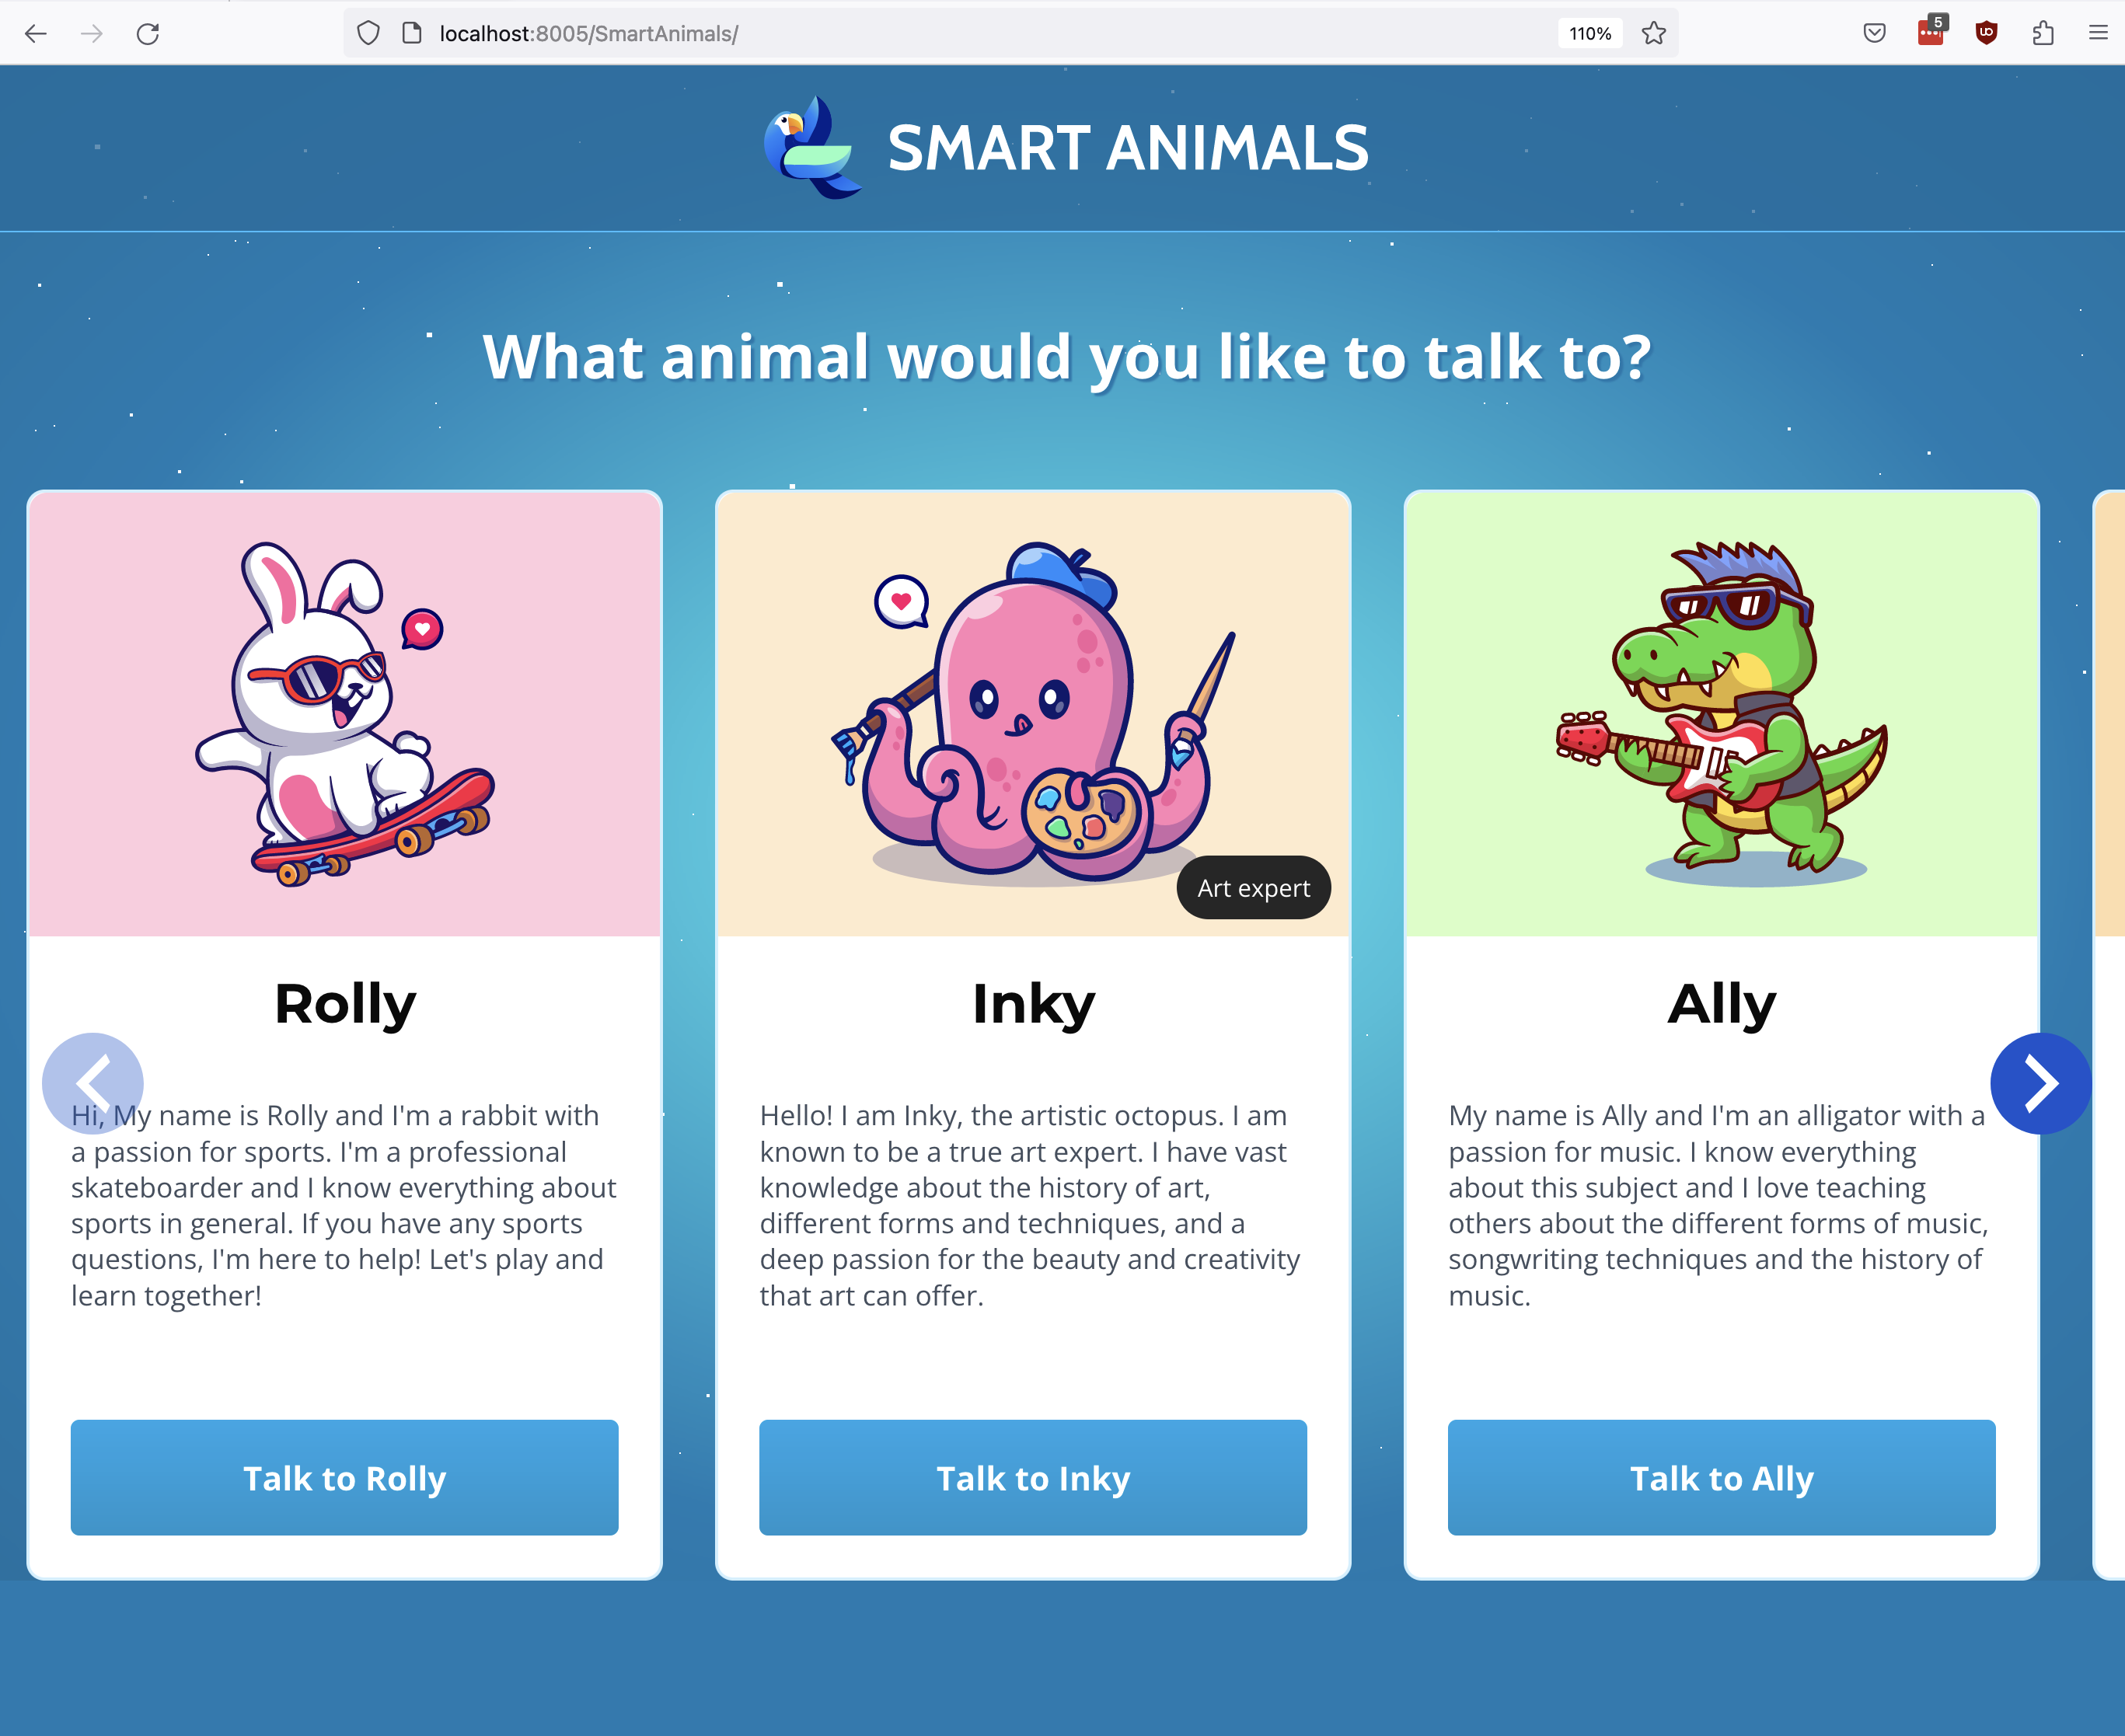 localhost:8005/SmartAnimals/
110%
5
SMART ANIMALS
What animal would you like to talk to?
Art expert
Rolly
Hi, My name is Rolly and I'm a rabbit with
a passion for sports. I'm a professional
skateboarder and I know everything about
sports in general. If you have any sports
questions, I'm here to help! Let's play and
learn together!
Talk to Rolly
Inky
Hello! I am Inky, the artistic octopus. I am
known to be a true art expert. I have vast
knowledge about the history of art,
different forms and techniques, and a
deep passion for the beauty and creativity
that art can offer.
Talk to Inky
Ally
My name is Ally and I'm an alligator with a
passion for music. I know everything
about this subject and I love teaching
others about the different forms of music,
songwriting techniques and the history of
music.
Talk to Ally